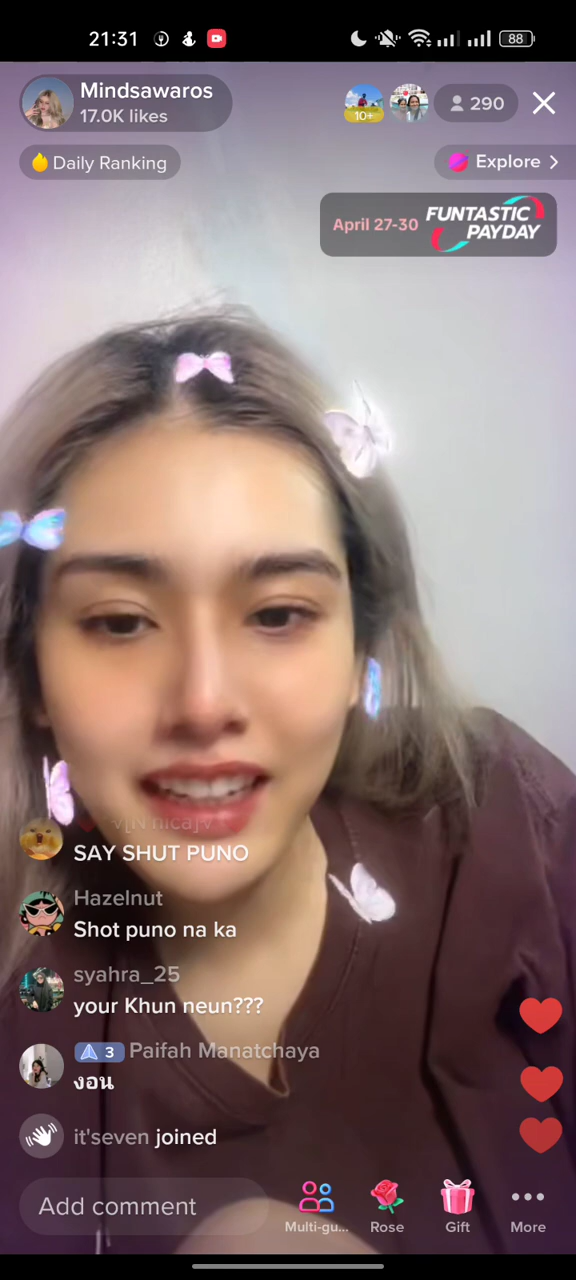 21:31
88
Mindsawaros
17.0K likes
10+
1
290
Daily Ranking
Explore
April 27-30
FUNTASTIC
PAYDAY
SAY SHUT PUNO
Hazelnut
Shot puno na ka
syahra_25
your Khun neun???
3 Paifah Manatchaya
งอน
it'seven joined
Add comment
Multi-gu...
Rose
Gift
More